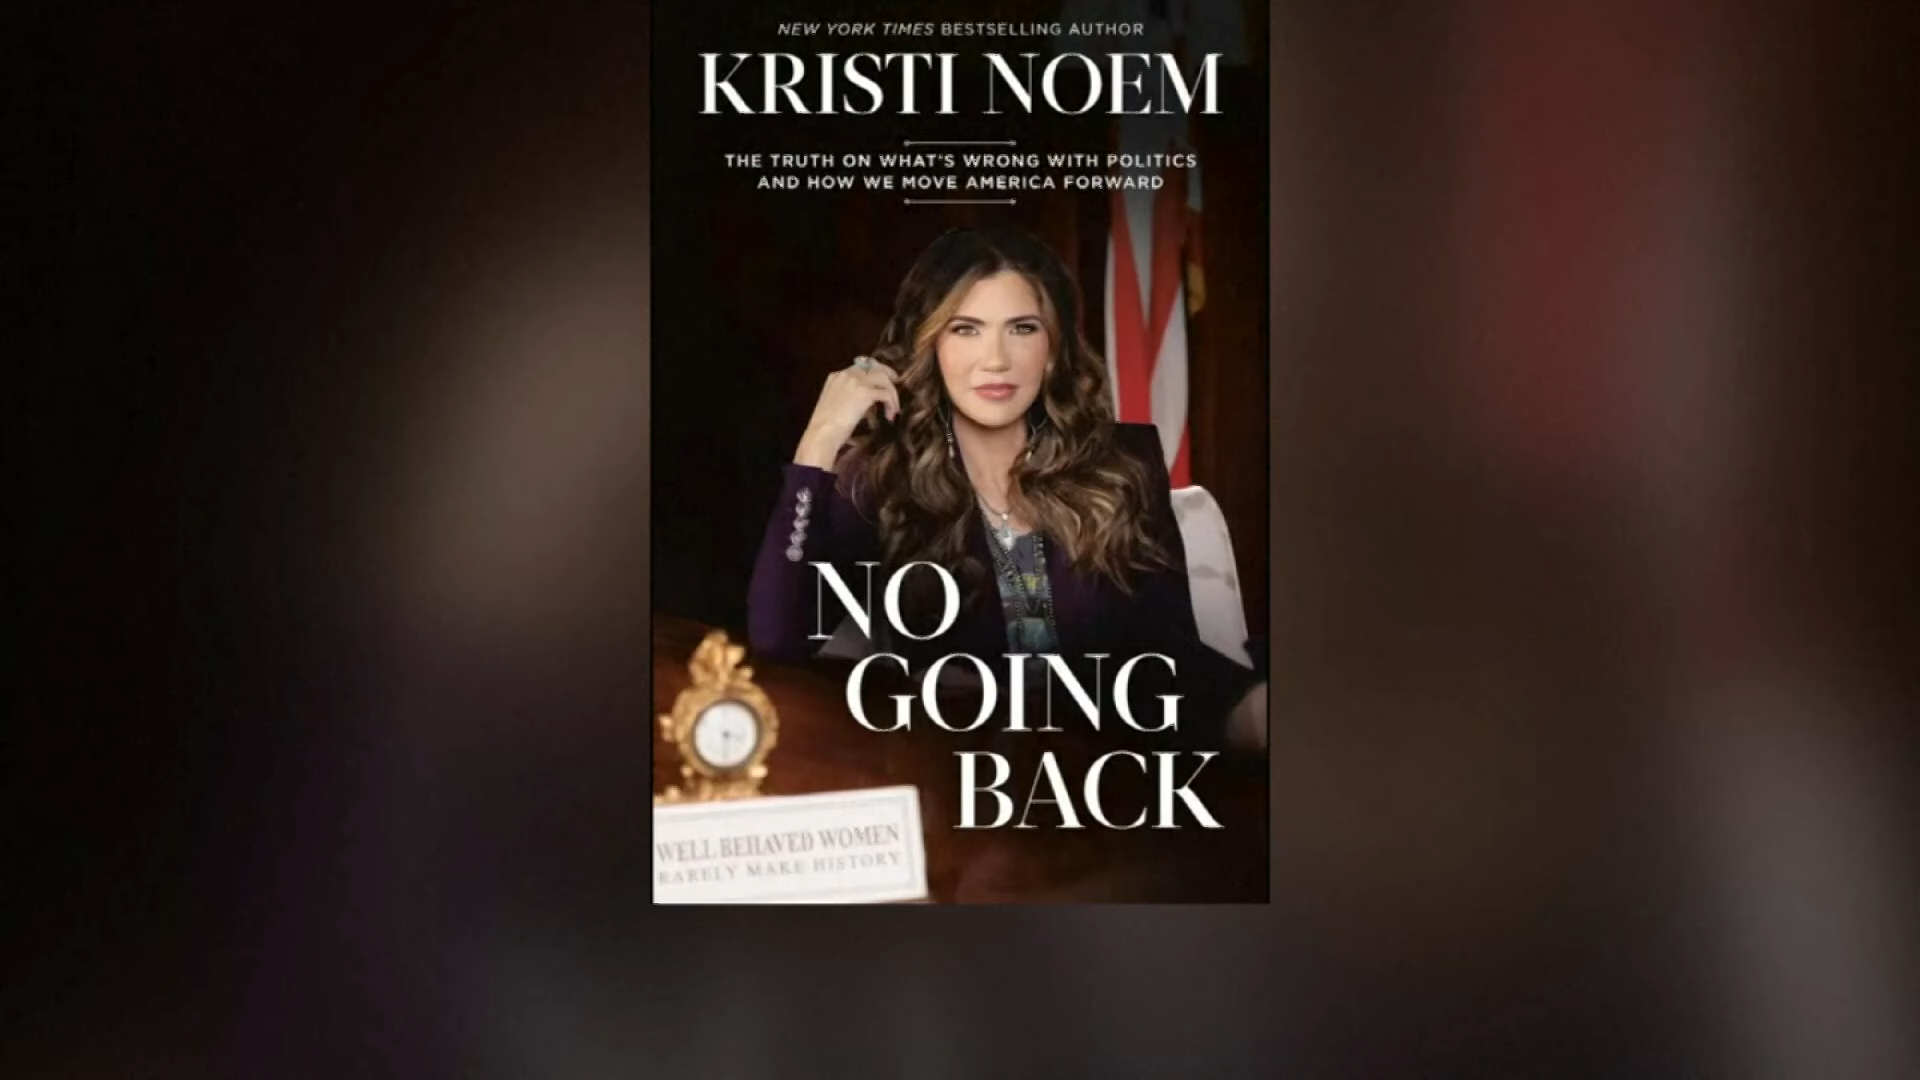 NEW YORK TIMES BESTSELLING AUTHOR
KRISTI NOEM
THE TRUTH ON WHAT'S WRONG WITH POLITICS
AND HOW WE MOVE AMERICA FORWARD
NO
GOING
BACK
WELL BEHAVED WOMEN
RARELY MAKE HISTORY